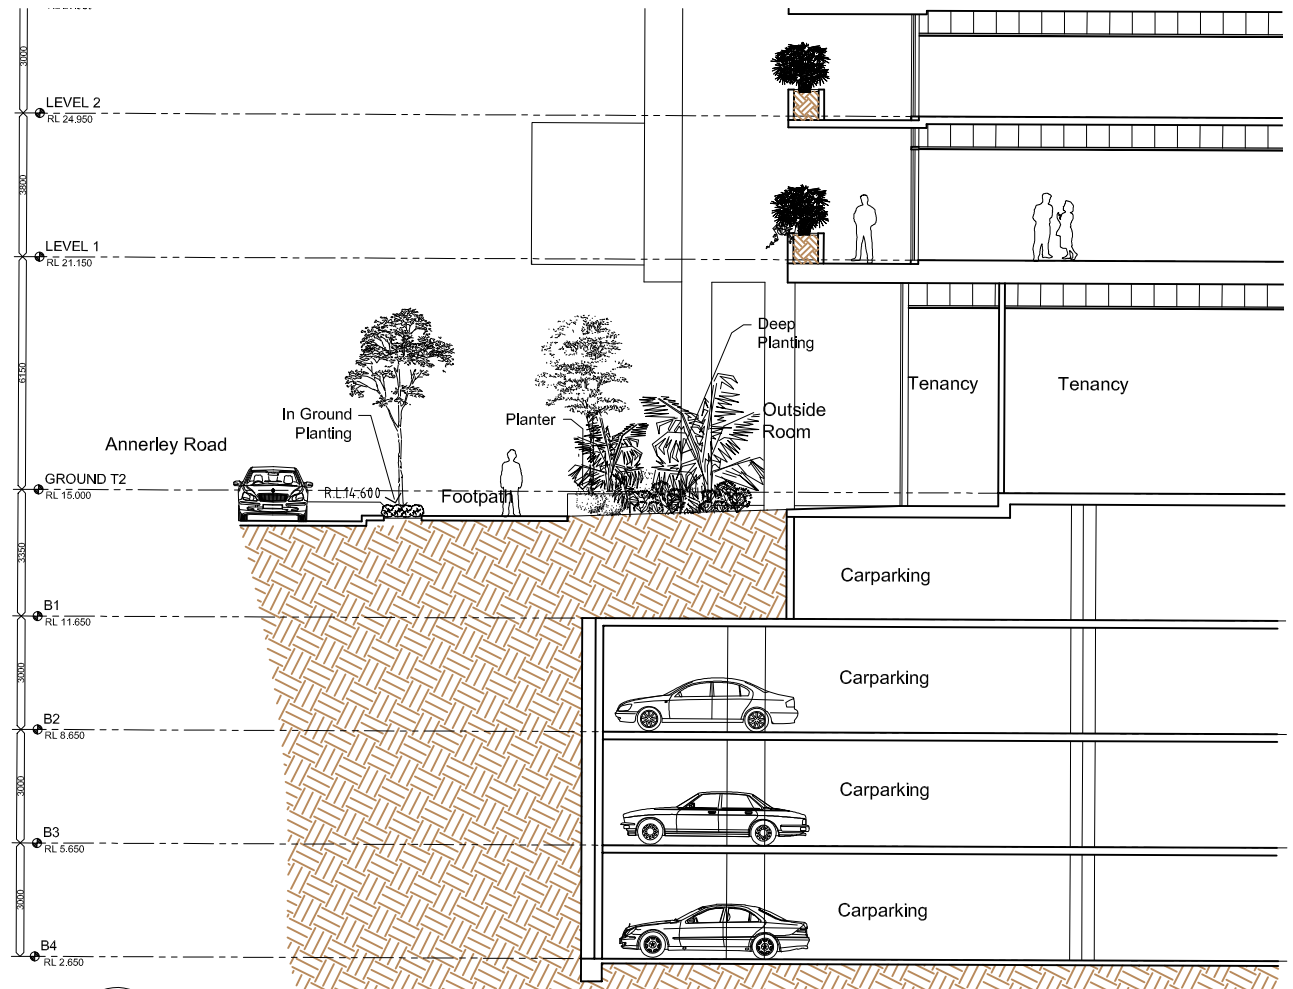 3000
LEVEL 2
RL 24.950
3800
LEVEL 1
RL 21.150
6150
Deep
Planting
Tenancy
Tenancy
In Ground
Planting
Planter
Outside
Room
Annerley Road
GROUND T2
RL 15.000
R.L.14.600
Footpath
3350
Carparking
B1
RL 11.650
3000
Carparking
B2
RL 8.650
3000
Carparking
B3
RL 5.650
3000
Carparking
B4
RL 2.650